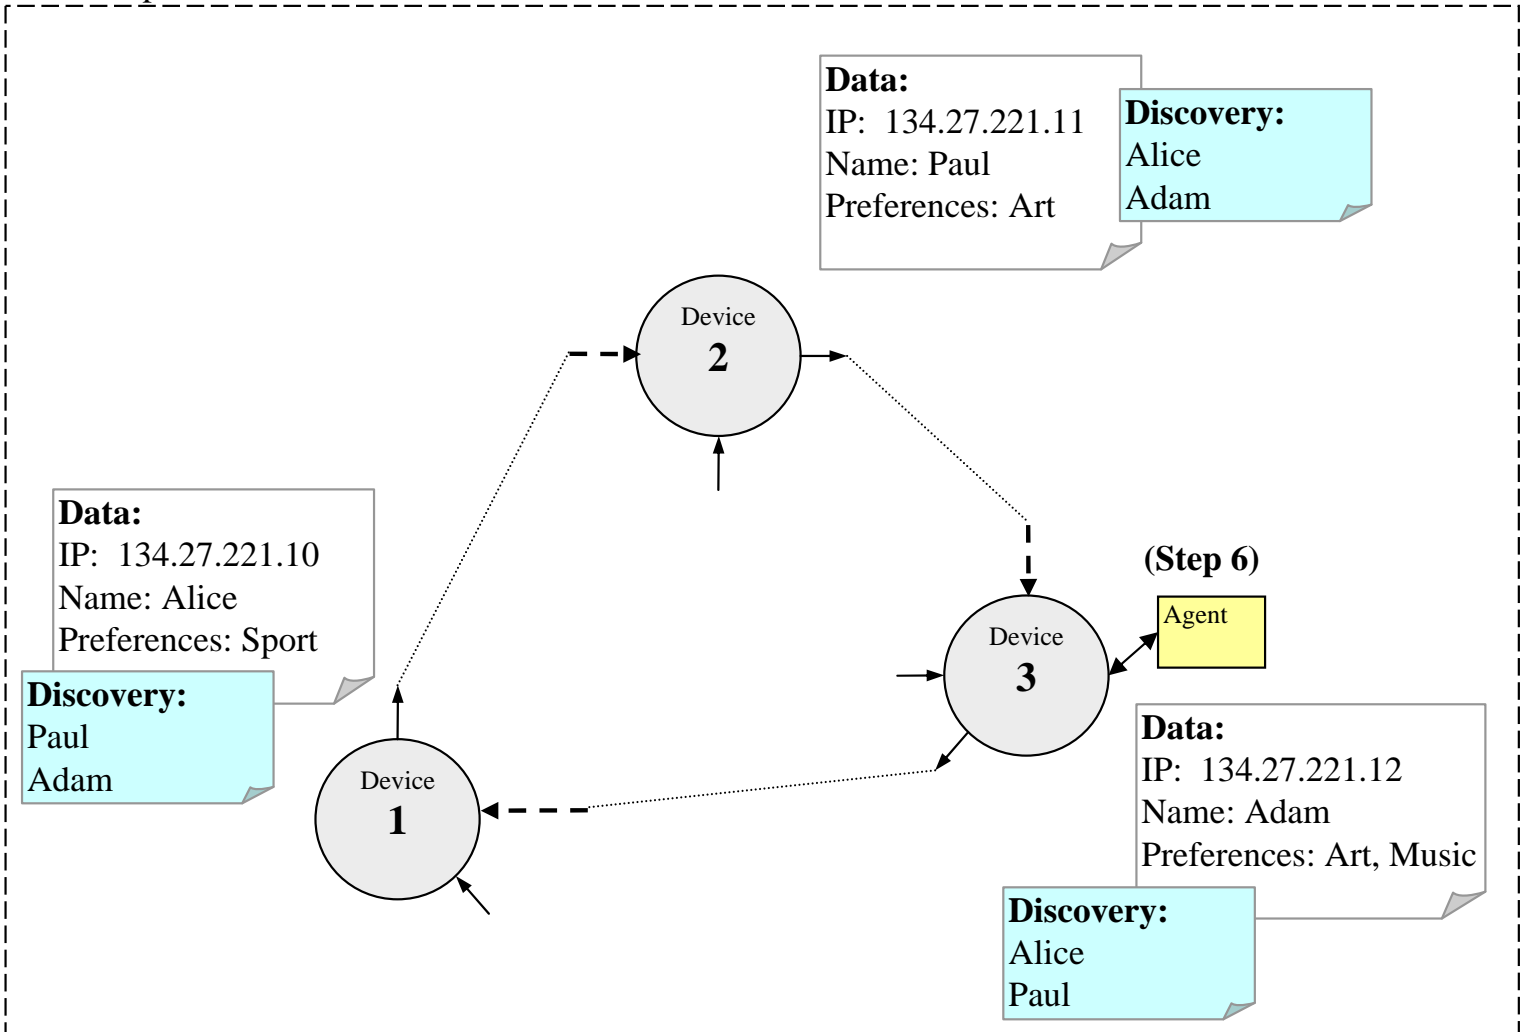 Data:
IP: 134.27.221.11
Name: Paul
Preferences: Art
Discovery:
Alice
Adam
Device
2
Data:
IP: 134.27.221.10
Name: Alice
Preferences: Sport
Discovery:
Paul
Adam
Device
1
(Step 6)
Agent
Device
3
Data:
IP: 134.27.221.12
Name: Adam
Preferences: Art, Music
Discovery:
Alice
Paul